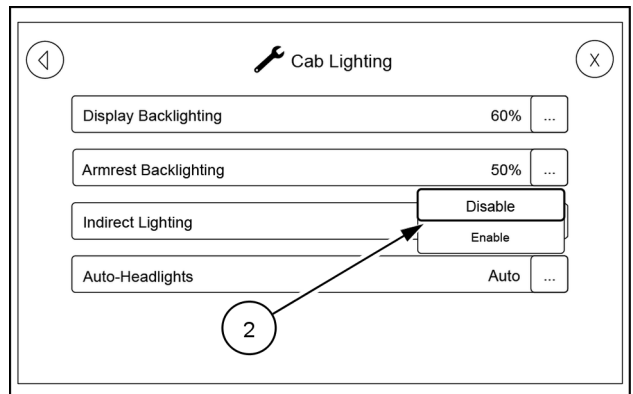 Cab Lighting
X
Display Backlighting 60% ...
Armrest Backlighting 50% ...
Disable
Indirect Lighting
Enable
Auto-Headlights Auto ...
2